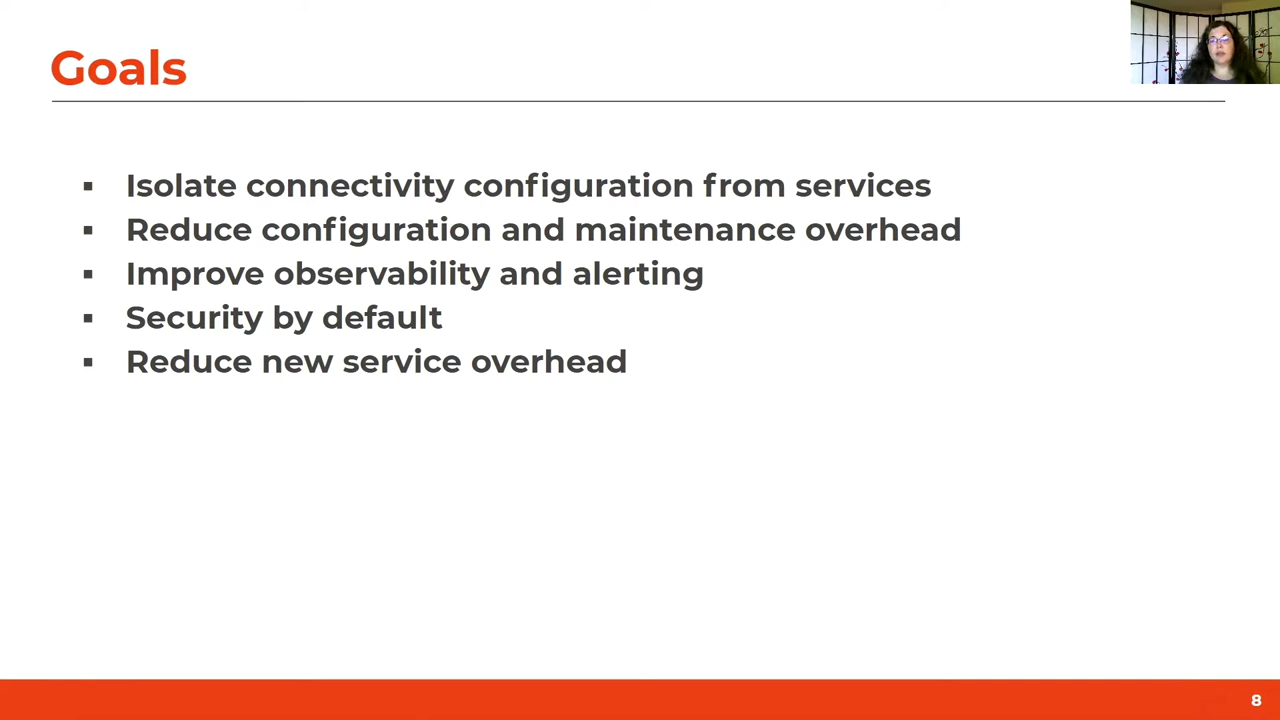 Goals
▪ Isolate connectivity configuration from services
▪ Reduce configuration and maintenance overhead
▪ Improve observability and alerting
▪ Security by default
▪ Reduce new service overhead
8